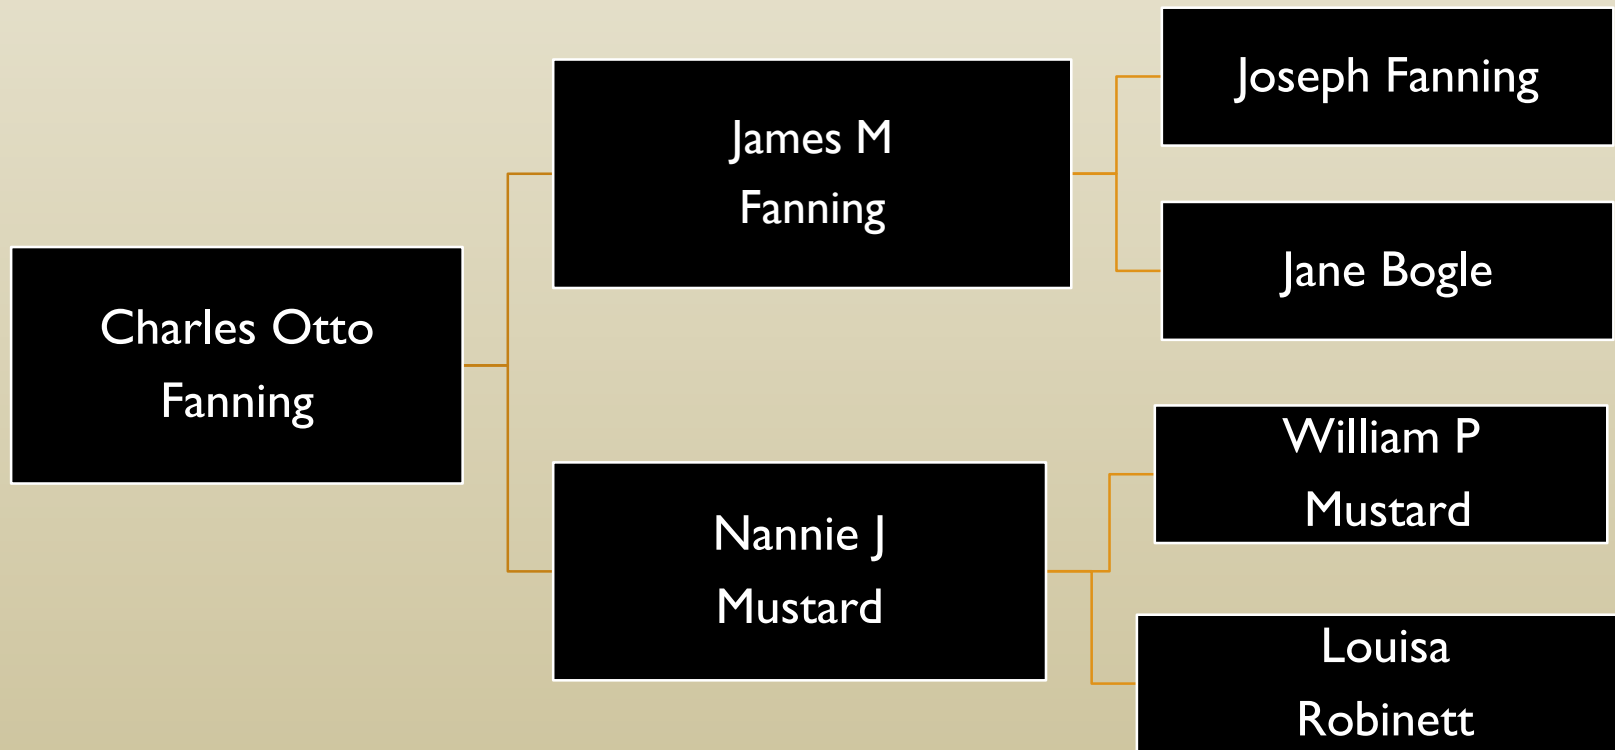 Charles Otto
Fanning
James M
Fanning
Nannie J
Mustard
Joseph Fanning
Jane Bogle
William P
Mustard
Louisa
Robinett